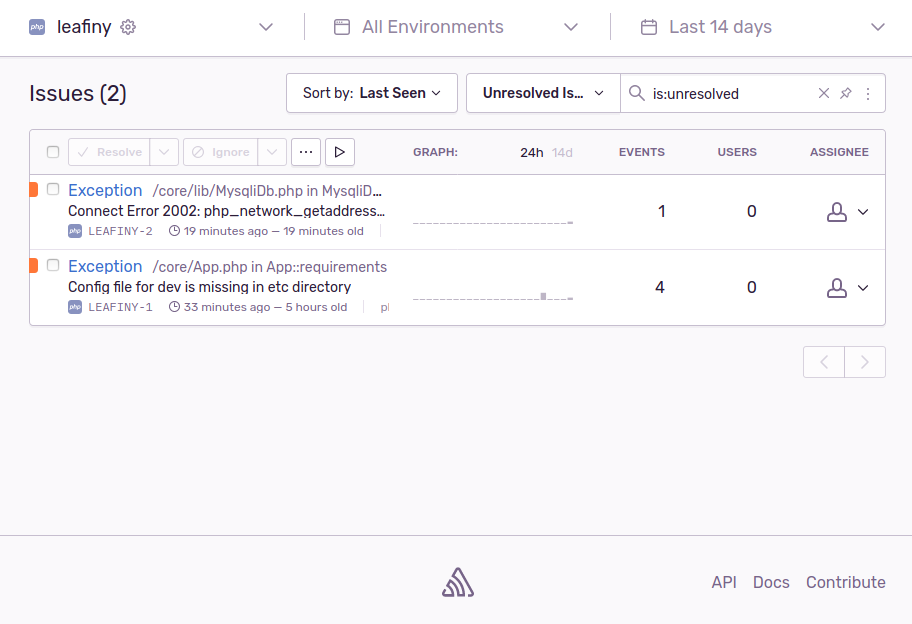 php leafiny All Environments Last 14 days
Issues (2) Sort by: Last Seen Unresolved Is... is:unresolved
Resolve Ignore GRAPH: 24h 14d EVENTS USERS ASSIGNEE
Exception /core/lib/MysqliDb.php in MysqliD...
Connect Error 2002: php_network_getaddress... 1 0
php LEAFINY-2 19 minutes ago — 19 minutes old
Exception /core/App.php in App::requirements
Config file for dev is missing in etc directory 4 0
php LEAFINY-1 33 minutes ago — 5 hours old
API Docs Contribute